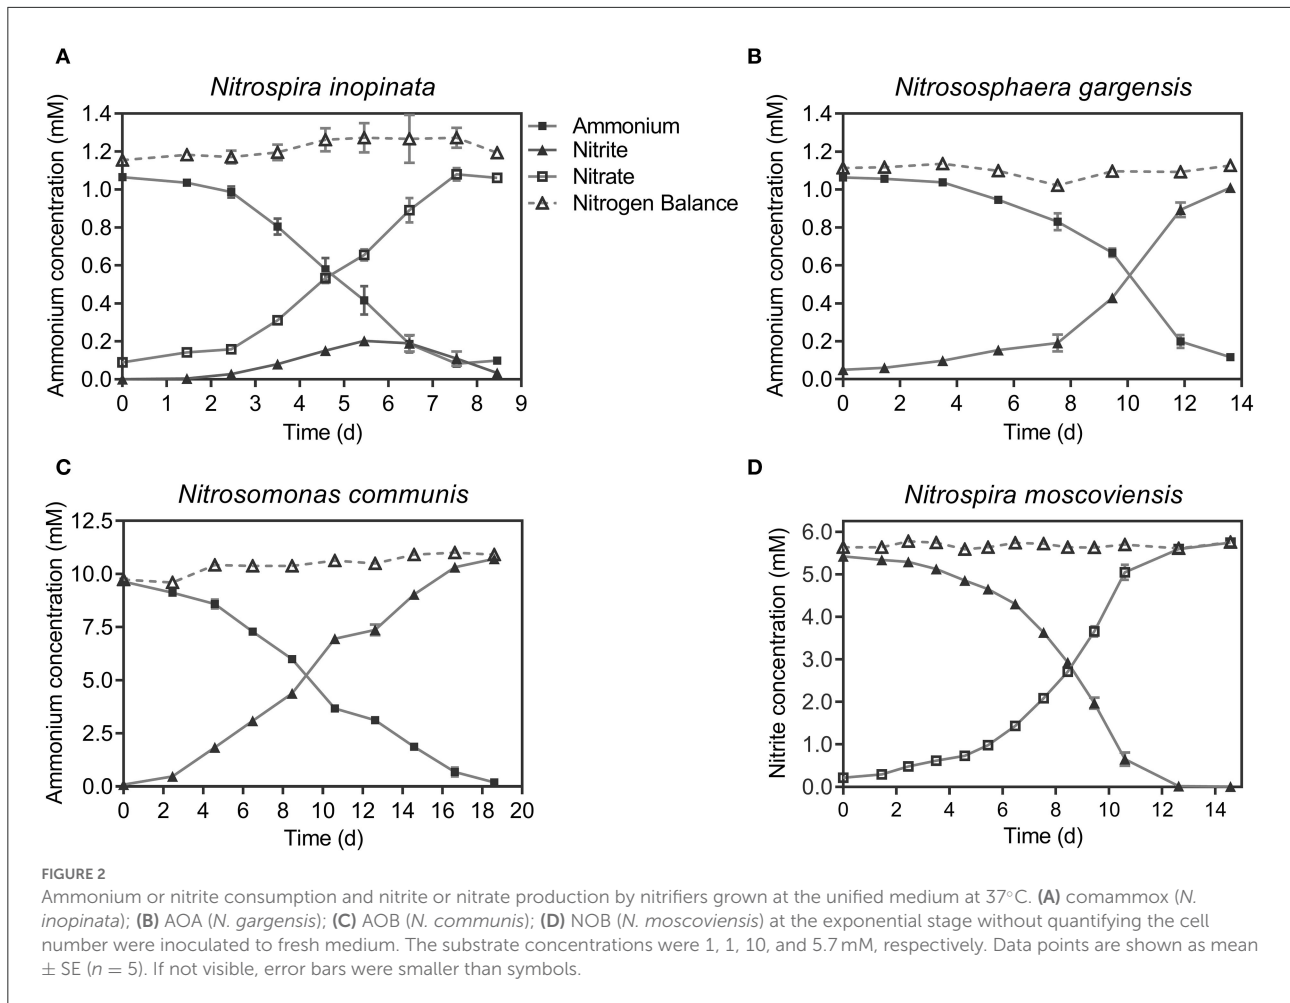 A
Nitrospira inopinata
Ammonium concentration (mM)
1.4
1.2
1.0
0.8
0.6
0.4
0.2
0.0
0 1 2 3 4 5 6 7 8 9
Time (d)
Ammonium
Nitrite
Nitrate
Nitrogen Balance
B
Nitrososphaera gargensis
Ammonium concentration (mM)
1.4
1.2
1.0
0.8
0.6
0.4
0.2
0.0
0 2 4 6 8 10 12 14
Time (d)
C
Nitrosomonas communis
Ammonium concentration (mM)
12.5
10.0
7.5
5.0
2.5
0.0
0 2 4 6 8 10 12 14 16 18 20
Time (d)
D
Nitrospira moscoviensis
Nitrite concentration (mM)
6.0
5.0
4.0
3.0
2.0
1.0
0.0
0 2 4 6 8 10 12 14
Time (d)
FIGURE 2
Ammonium or nitrite consumption and nitrite or nitrate production by nitrifiers grown at the unified medium at 37°C. (A) comammox (N.
inopinata); (B) AOA (N. gargensis); (C) AOB (N. communis); (D) NOB (N. moscoviensis) at the exponential stage without quantifying the cell
number were inoculated to fresh medium. The substrate concentrations were 1, 1, 10, and 5.7 mM, respectively. Data points are shown as mean
± SE (n = 5). If not visible, error bars were smaller than symbols.